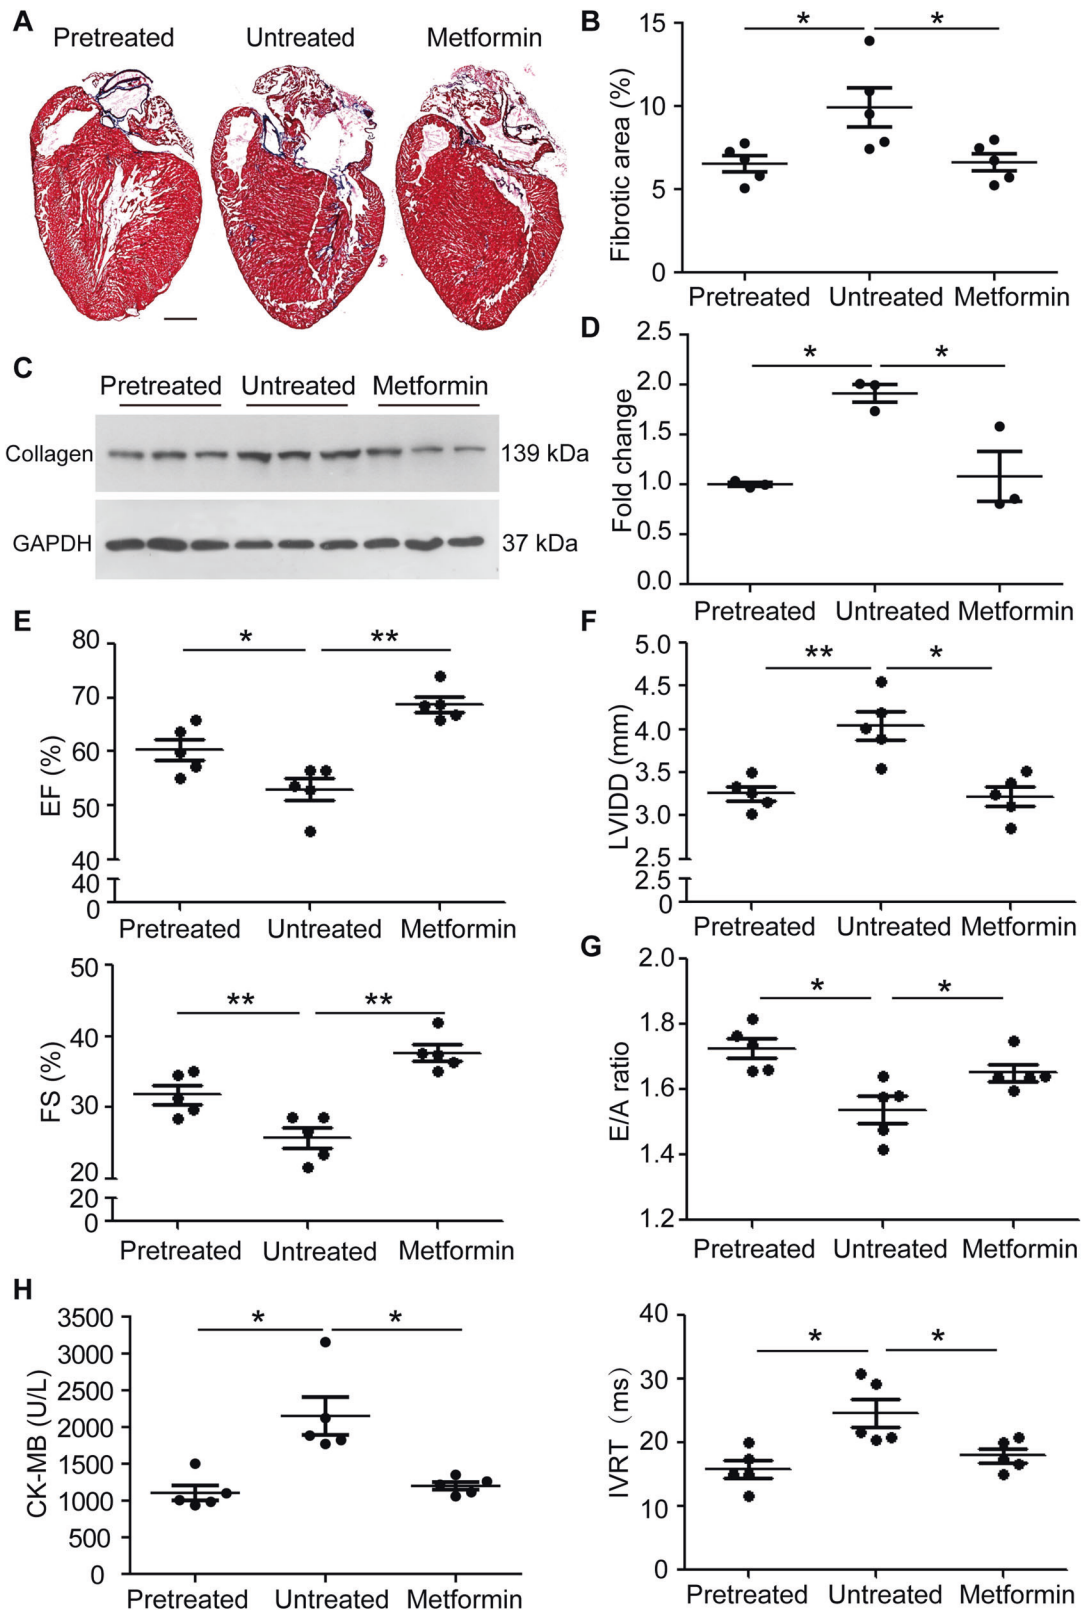 A
Pretreated Untreated Metformin
B
* *
Fibrotic area (%)
15
10
5
0
Pretreated Untreated Metformin
C
Pretreated Untreated Metformin
Collagen 139 kDa
GAPDH 37 kDa
D
* *
Fold change
2.5
2.0
1.5
1.0
0.5
0.0
Pretreated Untreated Metformin
E
* **
EF (%)
80
70
60
50
40
40
0
Pretreated Untreated Metformin
** **
FS (%)
50
40
30
20
20
0
Pretreated Untreated Metformin
F
** *
LVIDD (mm)
5.0
4.5
4.0
3.5
3.0
2.5
2.5
0
Pretreated Untreated Metformin
G
* *
E/A ratio
2.0
1.8
1.6
1.4
1.2
Pretreated Untreated Metformin
* *
IVRT (ms)
40
30
20
10
0
Pretreated Untreated Metformin
H
* *
CK-MB (U/L)
3500
3000
2500
2000
1500
1000
500
0
Pretreated Untreated Metformin